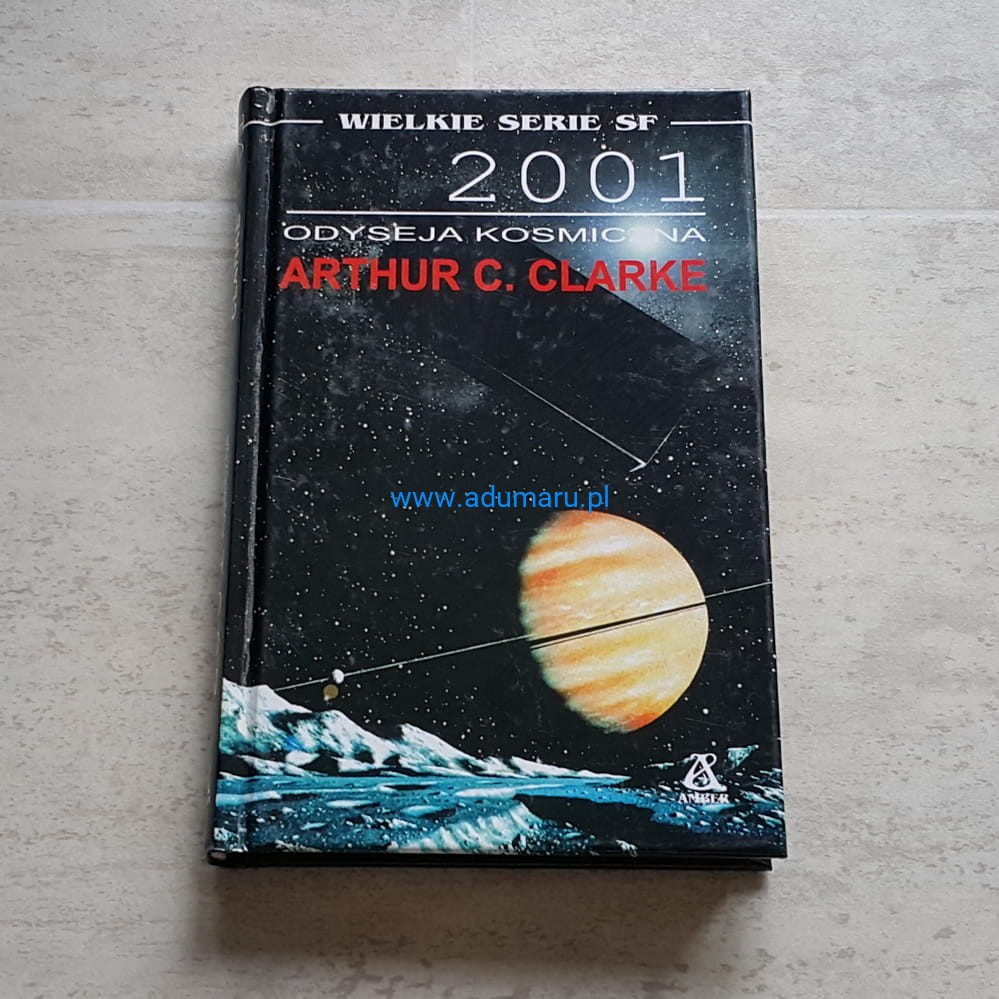 WIELKIE SERIE SF
2001
ODYSEJA KOSMICZNA
ARTHUR C. CLARKE
www.adumaru.pl
AMBER